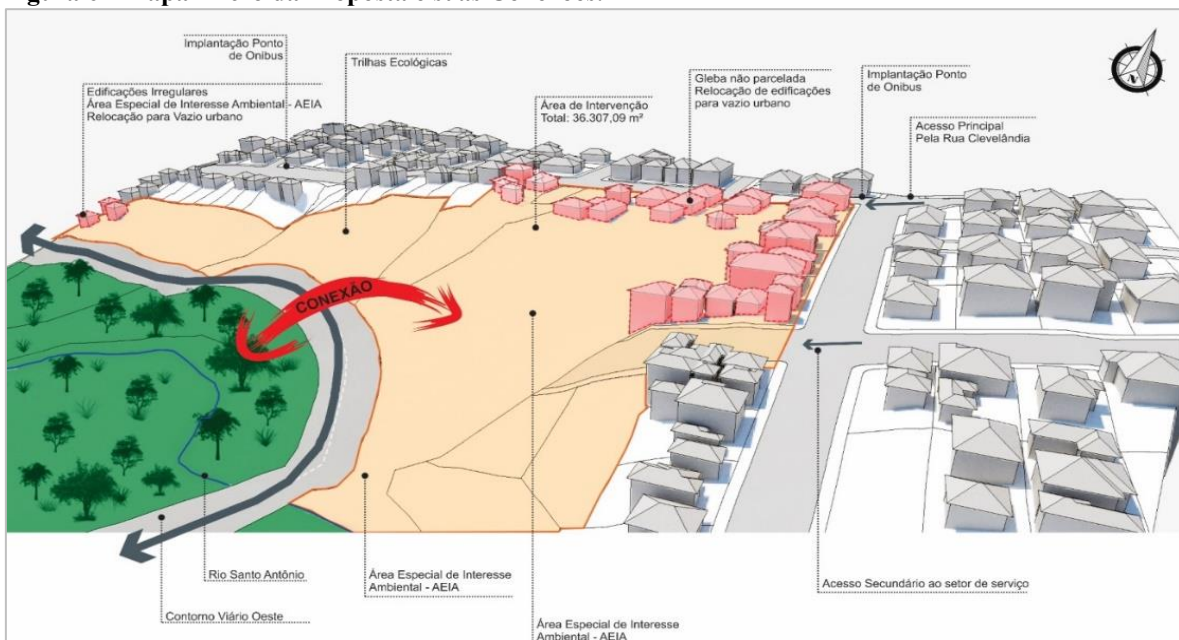 Implantação Ponto
de Onibus
Trilhas Ecológicas
Edificações Irregulares
Área Especial de Interesse Ambiental - AEIA
Relocação para Vazio urbano
Área de Intervenção
Total: 36.307,09 m²
Gleba não parcelada
Relocação de edificações
para vazio urbano
Implantação Ponto
de Onibus
Acesso Principal
Pela Rua Clevelândia
N
CONEXÃO
Rio Santo Antônio
Contorno Viário Oeste
Área Especial de Interesse
Ambiental - AEIA
Área Especial de Interesse
Ambiental - AEIA
Acesso Secundário ao setor de serviço